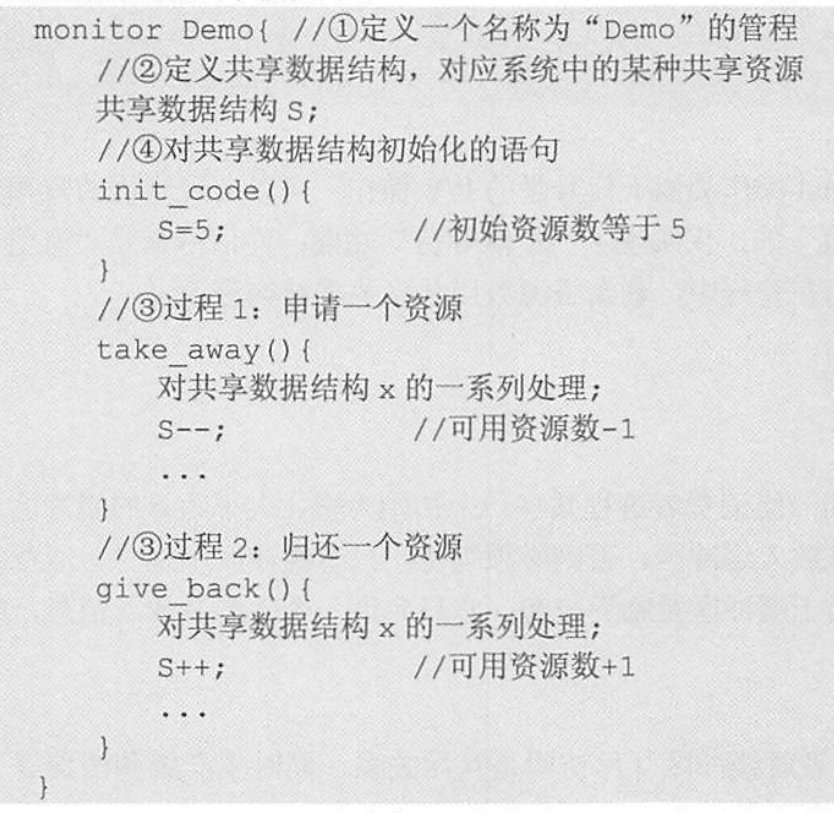 monitor Demo{ //①定义一个名称为“Demo”的管程
//②定义共享数据结构，对应系统中的某种共享资源
共享数据结构 S;
//④对共享数据结构初始化的语句
init_code(){
S=5; //初始资源数等于 5
}
//③过程 1：申请一个资源
take_away(){
对共享数据结构 x 的一系列处理;
S--; //可用资源数-1
...
}
//③过程 2：归还一个资源
give_back(){
对共享数据结构 x 的一系列处理;
S++; //可用资源数+1
...
}
}